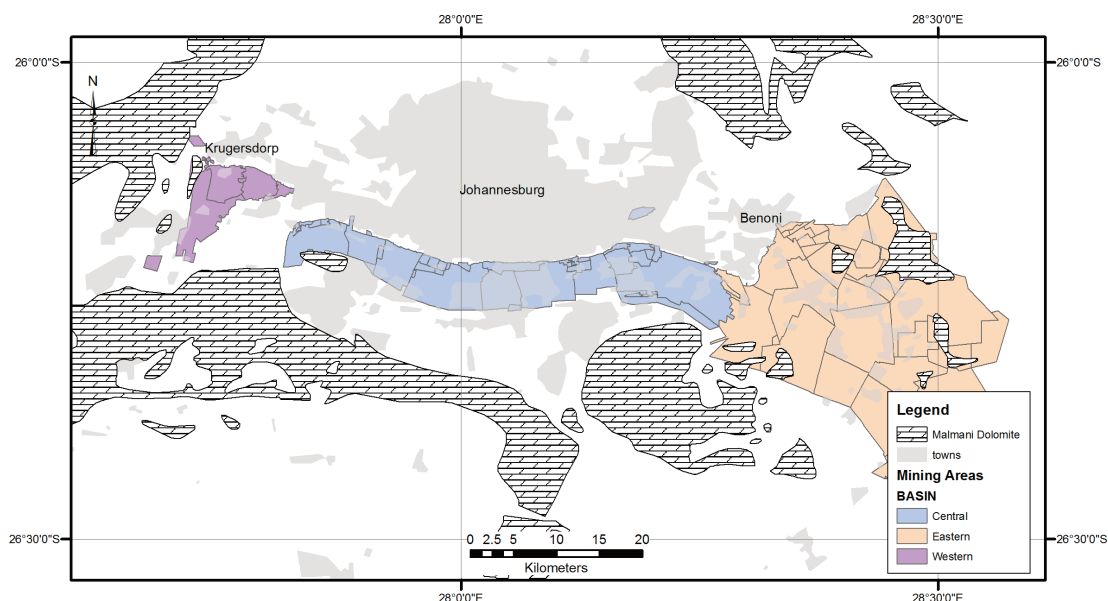 28°0'0"E 28°30'0"E
26°0'0"S 26°0'0"S
N
Krugersdorp
Johannesburg
Benoni
Legend
Malmani Dolomite
towns
Mining Areas
BASIN
Central
Eastern
Western
26°30'0"S 26°30'0"S
0 2.5 5 10 15 20
Kilometers
28°0'0"E 28°30'0"E